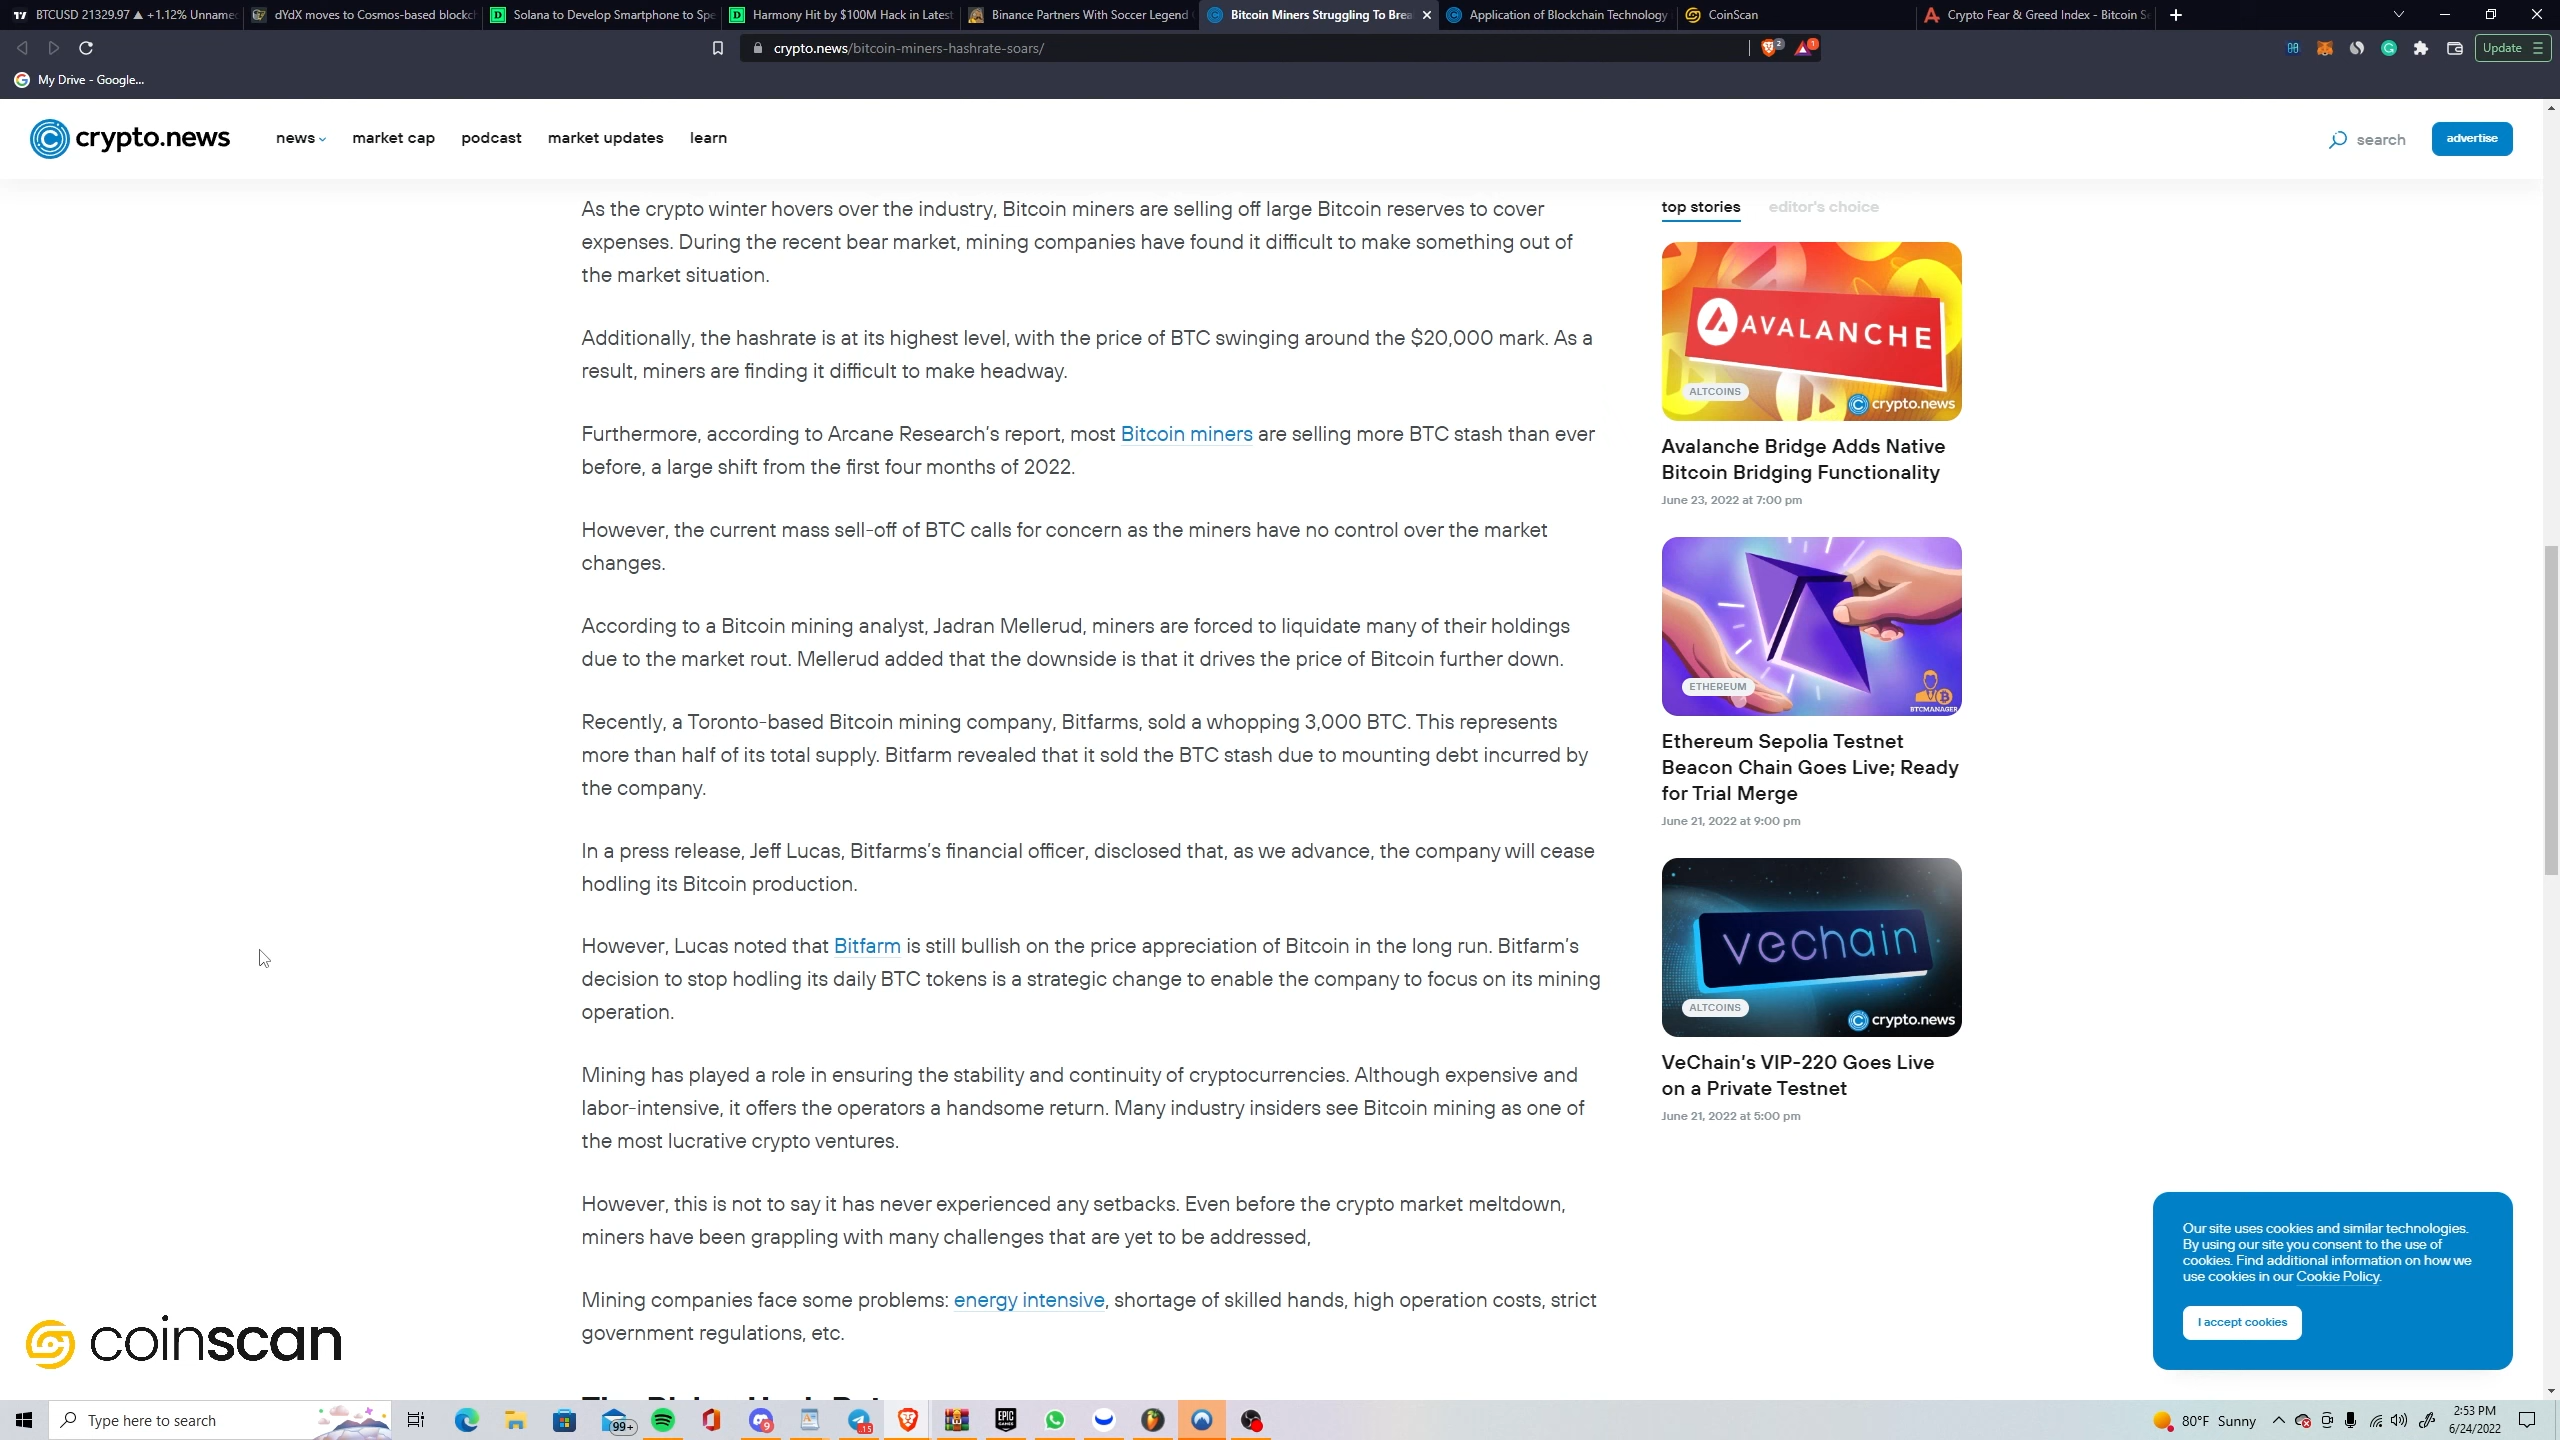 BTCUSD 21329.97 ▲ +1.12% Unnamed
dYdX moves to Cosmos-based blockc
Solana to Develop Smartphone to Spe
Harmony Hit by $100M Hack in Latest
Binance Partners With Soccer Legend
Bitcoin Miners Struggling To Brea
Application of Blockchain Technology
CoinScan
Crypto Fear & Greed Index - Bitcoin Se
crypto.news/bitcoin-miners-hashrate-soars/
2
1
Update
My Drive - Google...
crypto.news
news
market cap
podcast
market updates
learn
search
advertise
As the crypto winter hovers over the industry, Bitcoin miners are selling off large Bitcoin reserves to cover
expenses. During the recent bear market, mining companies have found it difficult to make something out of
the market situation.
Additionally, the hashrate is at its highest level, with the price of BTC swinging around the $20,000 mark. As a
result, miners are finding it difficult to make headway.
Furthermore, according to Arcane Research's report, most Bitcoin miners are selling more BTC stash than ever
before, a large shift from the first four months of 2022.
However, the current mass sell-off of BTC calls for concern as the miners have no control over the market
changes.
According to a Bitcoin mining analyst, Jadran Mellerud, miners are forced to liquidate many of their holdings
due to the market rout. Mellerud added that the downside is that it drives the price of Bitcoin further down.
Recently, a Toronto-based Bitcoin mining company, Bitfarms, sold a whopping 3,000 BTC. This represents
more than half of its total supply. Bitfarm revealed that it sold the BTC stash due to mounting debt incurred by
the company.
In a press release, Jeff Lucas, Bitfarms's financial officer, disclosed that, as we advance, the company will cease
hodling its Bitcoin production.
However, Lucas noted that Bitfarm is still bullish on the price appreciation of Bitcoin in the long run. Bitfarm's
decision to stop hodling its daily BTC tokens is a strategic change to enable the company to focus on its mining
operation.
Mining has played a role in ensuring the stability and continuity of cryptocurrencies. Although expensive and
labor-intensive, it offers the operators a handsome return. Many industry insiders see Bitcoin mining as one of
the most lucrative crypto ventures.
However, this is not to say it has never experienced any setbacks. Even before the crypto market meltdown,
miners have been grappling with many challenges that are yet to be addressed,
Mining companies face some problems: energy intensive, shortage of skilled hands, high operation costs, strict
government regulations, etc.
top stories
editor's choice
AVALANCHE
ALTCOINS
crypto.news
Avalanche Bridge Adds Native
Bitcoin Bridging Functionality
June 23, 2022 at 7:00 pm
ETHEREUM
BTCMANAGER
Ethereum Sepolia Testnet
Beacon Chain Goes Live; Ready
for Trial Merge
June 21, 2022 at 9:00 pm
vechain
ALTCOINS
crypto.news
VeChain's VIP-220 Goes Live
on a Private Testnet
June 21, 2022 at 5:00 pm
Our site uses cookies and similar technologies.
By using our site you consent to the use of
cookies. Find additional information on how we
use cookies in our Cookie Policy.
I accept cookies
coinscan
Type here to search
99+
9
15
EPIC
GAMES
80°F Sunny
2:53 PM
6/24/2022